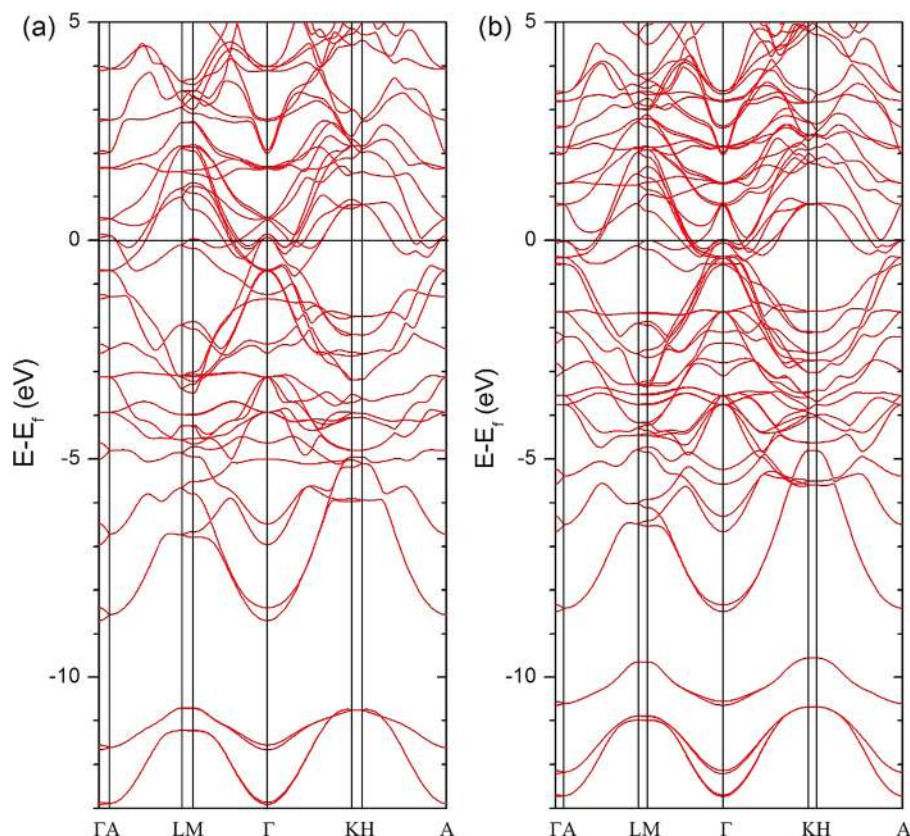 (a)
(b)
5
0
-5
-10
E-E_f (eV)
ΓA LM Γ KH A
5
0
-5
-10
E-E_f (eV)
ΓA LM Γ KH A